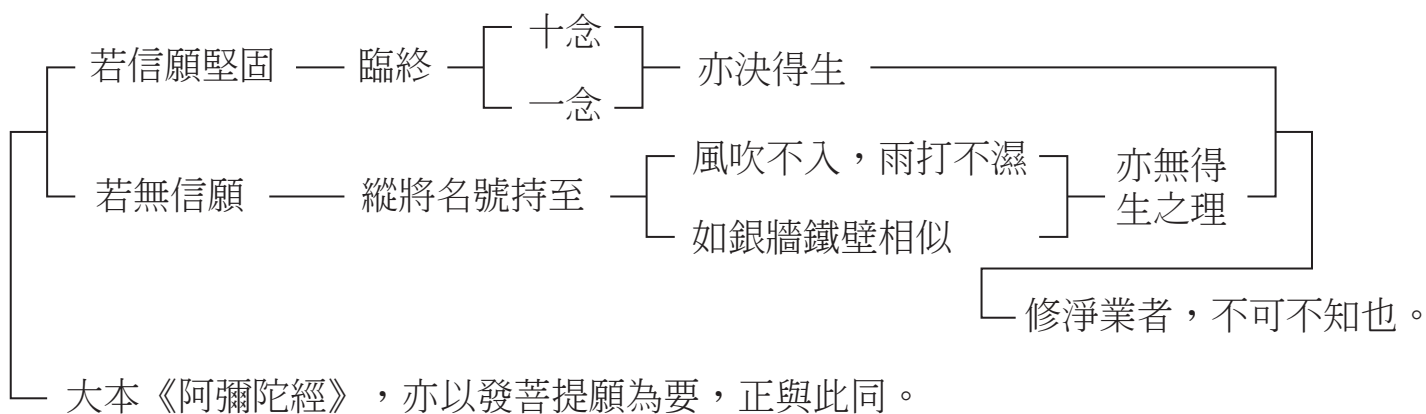 若信願堅固
臨終
十念
一念
亦決得生
若無信願
縱將名號持至
風吹不入，雨打不濕
如銀牆鐵壁相似
亦無得
生之理
修淨業者，不可不知也。
大本《阿彌陀經》，亦以發菩提願為要，正與此同。